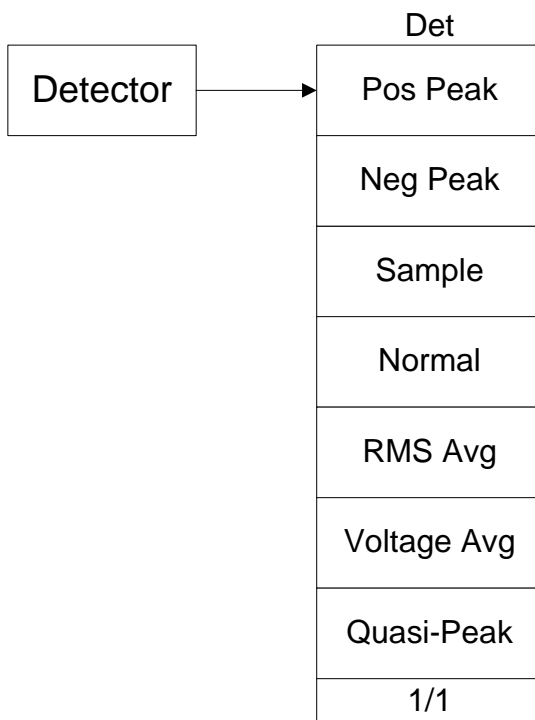 Det
Detector
Pos Peak
Neg Peak
Sample
Normal
RMS Avg
Voltage Avg
Quasi-Peak
1/1